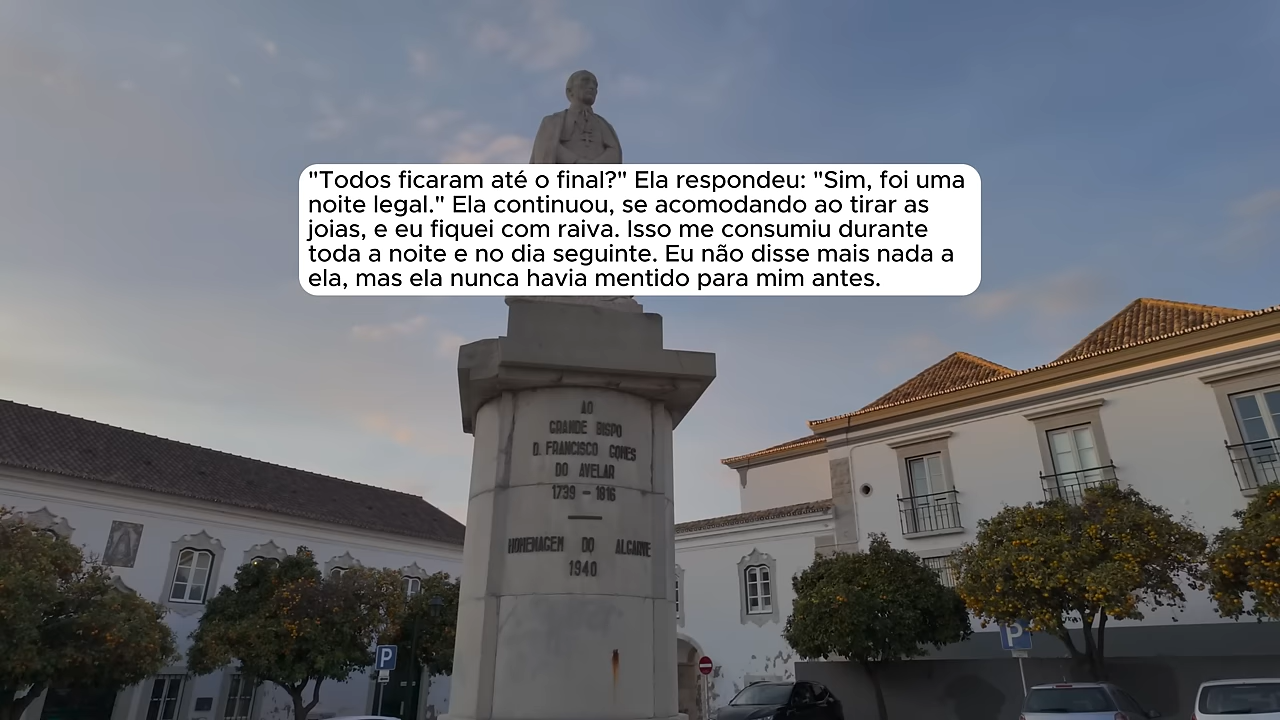 "Todos ficaram até o final?" Ela respondeu: "Sim, foi uma
noite legal." Ela continuou, se acomodando ao tirar as
joias, e eu fiquei com raiva. Isso me consumiu durante
toda a noite e no dia seguinte. Eu não disse mais nada a
ela, mas ela nunca havia mentido para mim antes.
AO
GRANDE BISPO
D. FRANCISCO GOMES
DO AVELAR
1739 – 1816
HOMENAGEM DO ALGARVE
1940
P
P